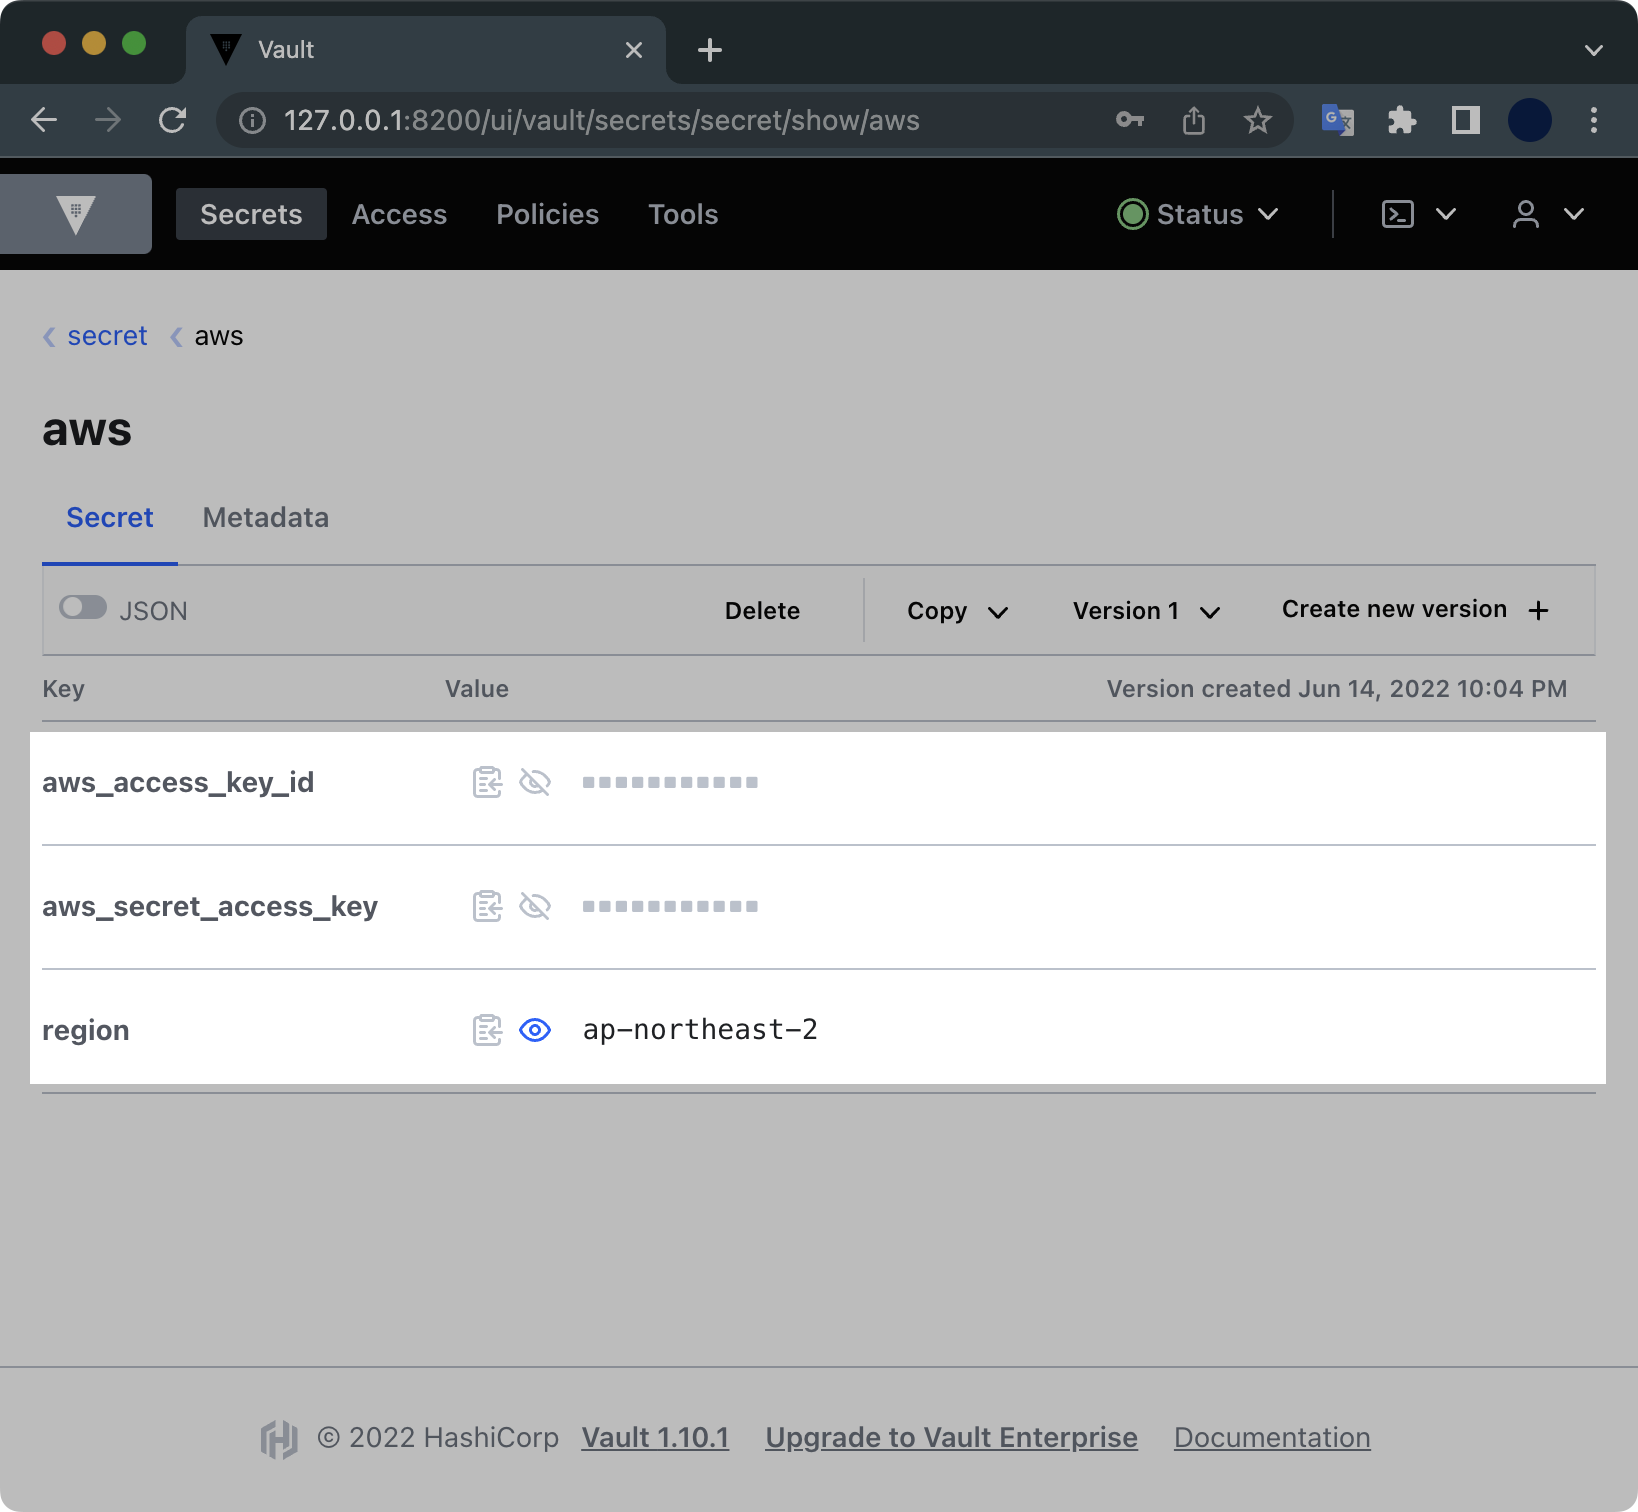 Vault
127.0.0.1:8200/ui/vault/secrets/secret/show/aws
Secrets Access Policies Tools Status
secret aws
aws
Secret Metadata
JSON Delete Copy Version 1 Create new version
Key Value Version created Jun 14, 2022 10:04 PM
aws_access_key_id
aws_secret_access_key
region ap-northeast-2
© 2022 HashiCorp Vault 1.10.1 Upgrade to Vault Enterprise Documentation